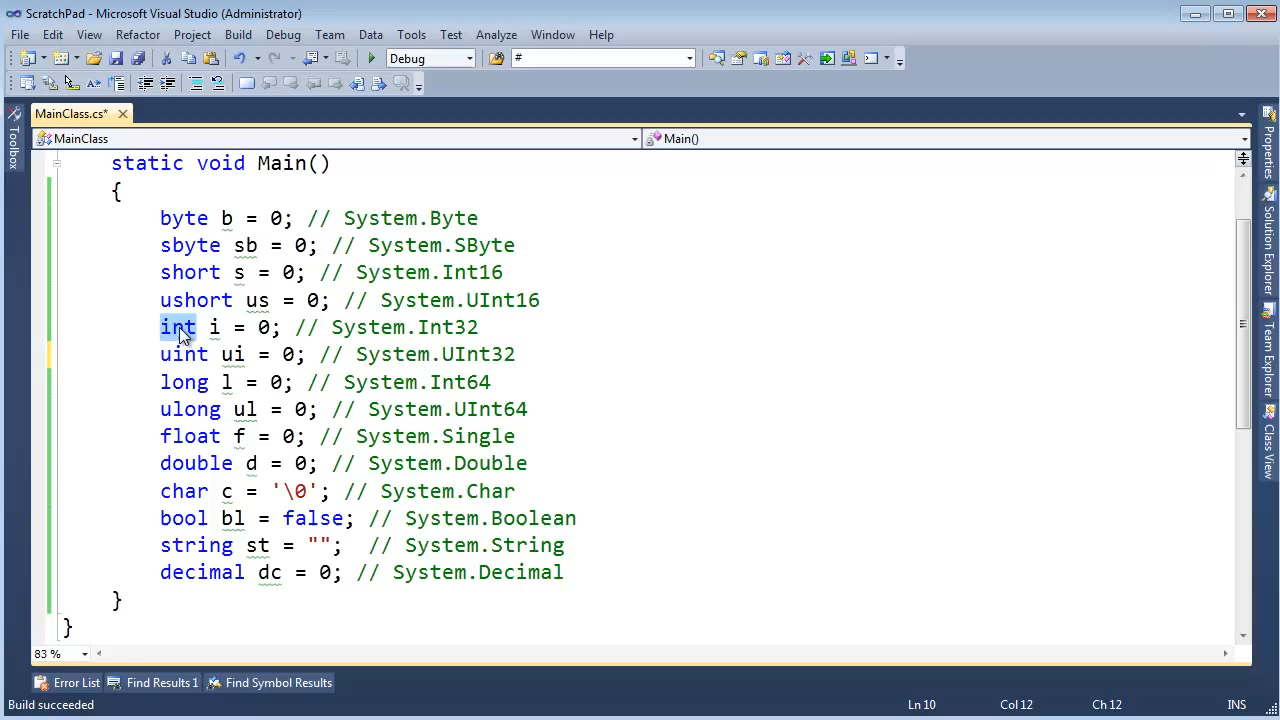 ScratchPad - Microsoft Visual Studio (Administrator)
File Edit View Refactor Project Build Debug Team Data Tools Test Analyze Window Help
Debug #
MainClass.cs*
MainClass Main()
Toolbox
static void Main()
{
byte b = 0; // System.Byte
sbyte sb = 0; // System.SByte
short s = 0; // System.Int16
ushort us = 0; // System.UInt16
int i = 0; // System.Int32
uint ui = 0; // System.UInt32
long l = 0; // System.Int64
ulong ul = 0; // System.UInt64
float f = 0; // System.Single
double d = 0; // System.Double
char c = '\0'; // System.Char
bool bl = false; // System.Boolean
string st = ""; // System.String
decimal dc = 0; // System.Decimal
}
}
Properties
Solution Explorer
Team Explorer
Class View
83 %
Error List Find Results 1 Find Symbol Results
Build succeeded Ln 10 Col 12 Ch 12 INS